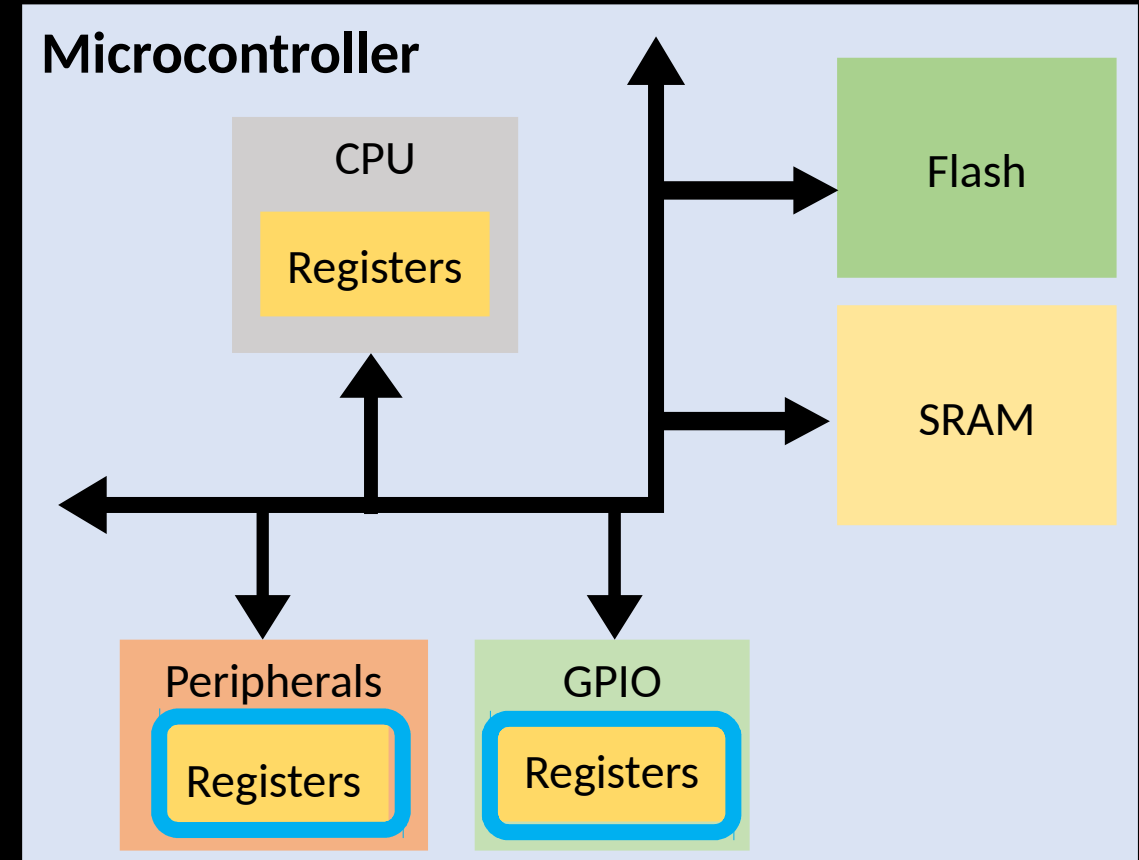 Microcontroller
CPU
Registers
Flash
SRAM
Peripherals
Registers
GPIO
Registers